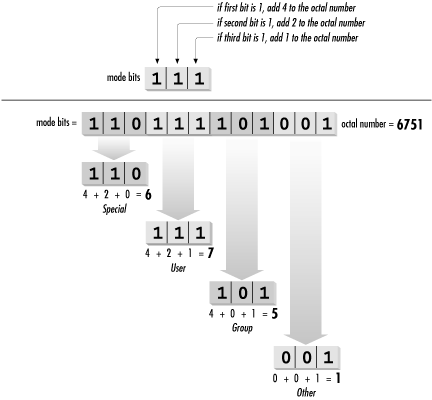 if first bit is 1, add 4 to the octal number
if second bit is 1, add 2 to the octal number
if third bit is 1, add 1 to the octal number
mode bits 1 1 1
mode bits = 1 1 0 1 1 1 1 0 1 0 0 1 octal number = 6751
1 1 0
4 + 2 + 0 = 6
Special
1 1 1
4 + 2 + 1 = 7
User
1 0 1
4 + 0 + 1 = 5
Group
0 0 1
0 + 0 + 1 = 1
Other